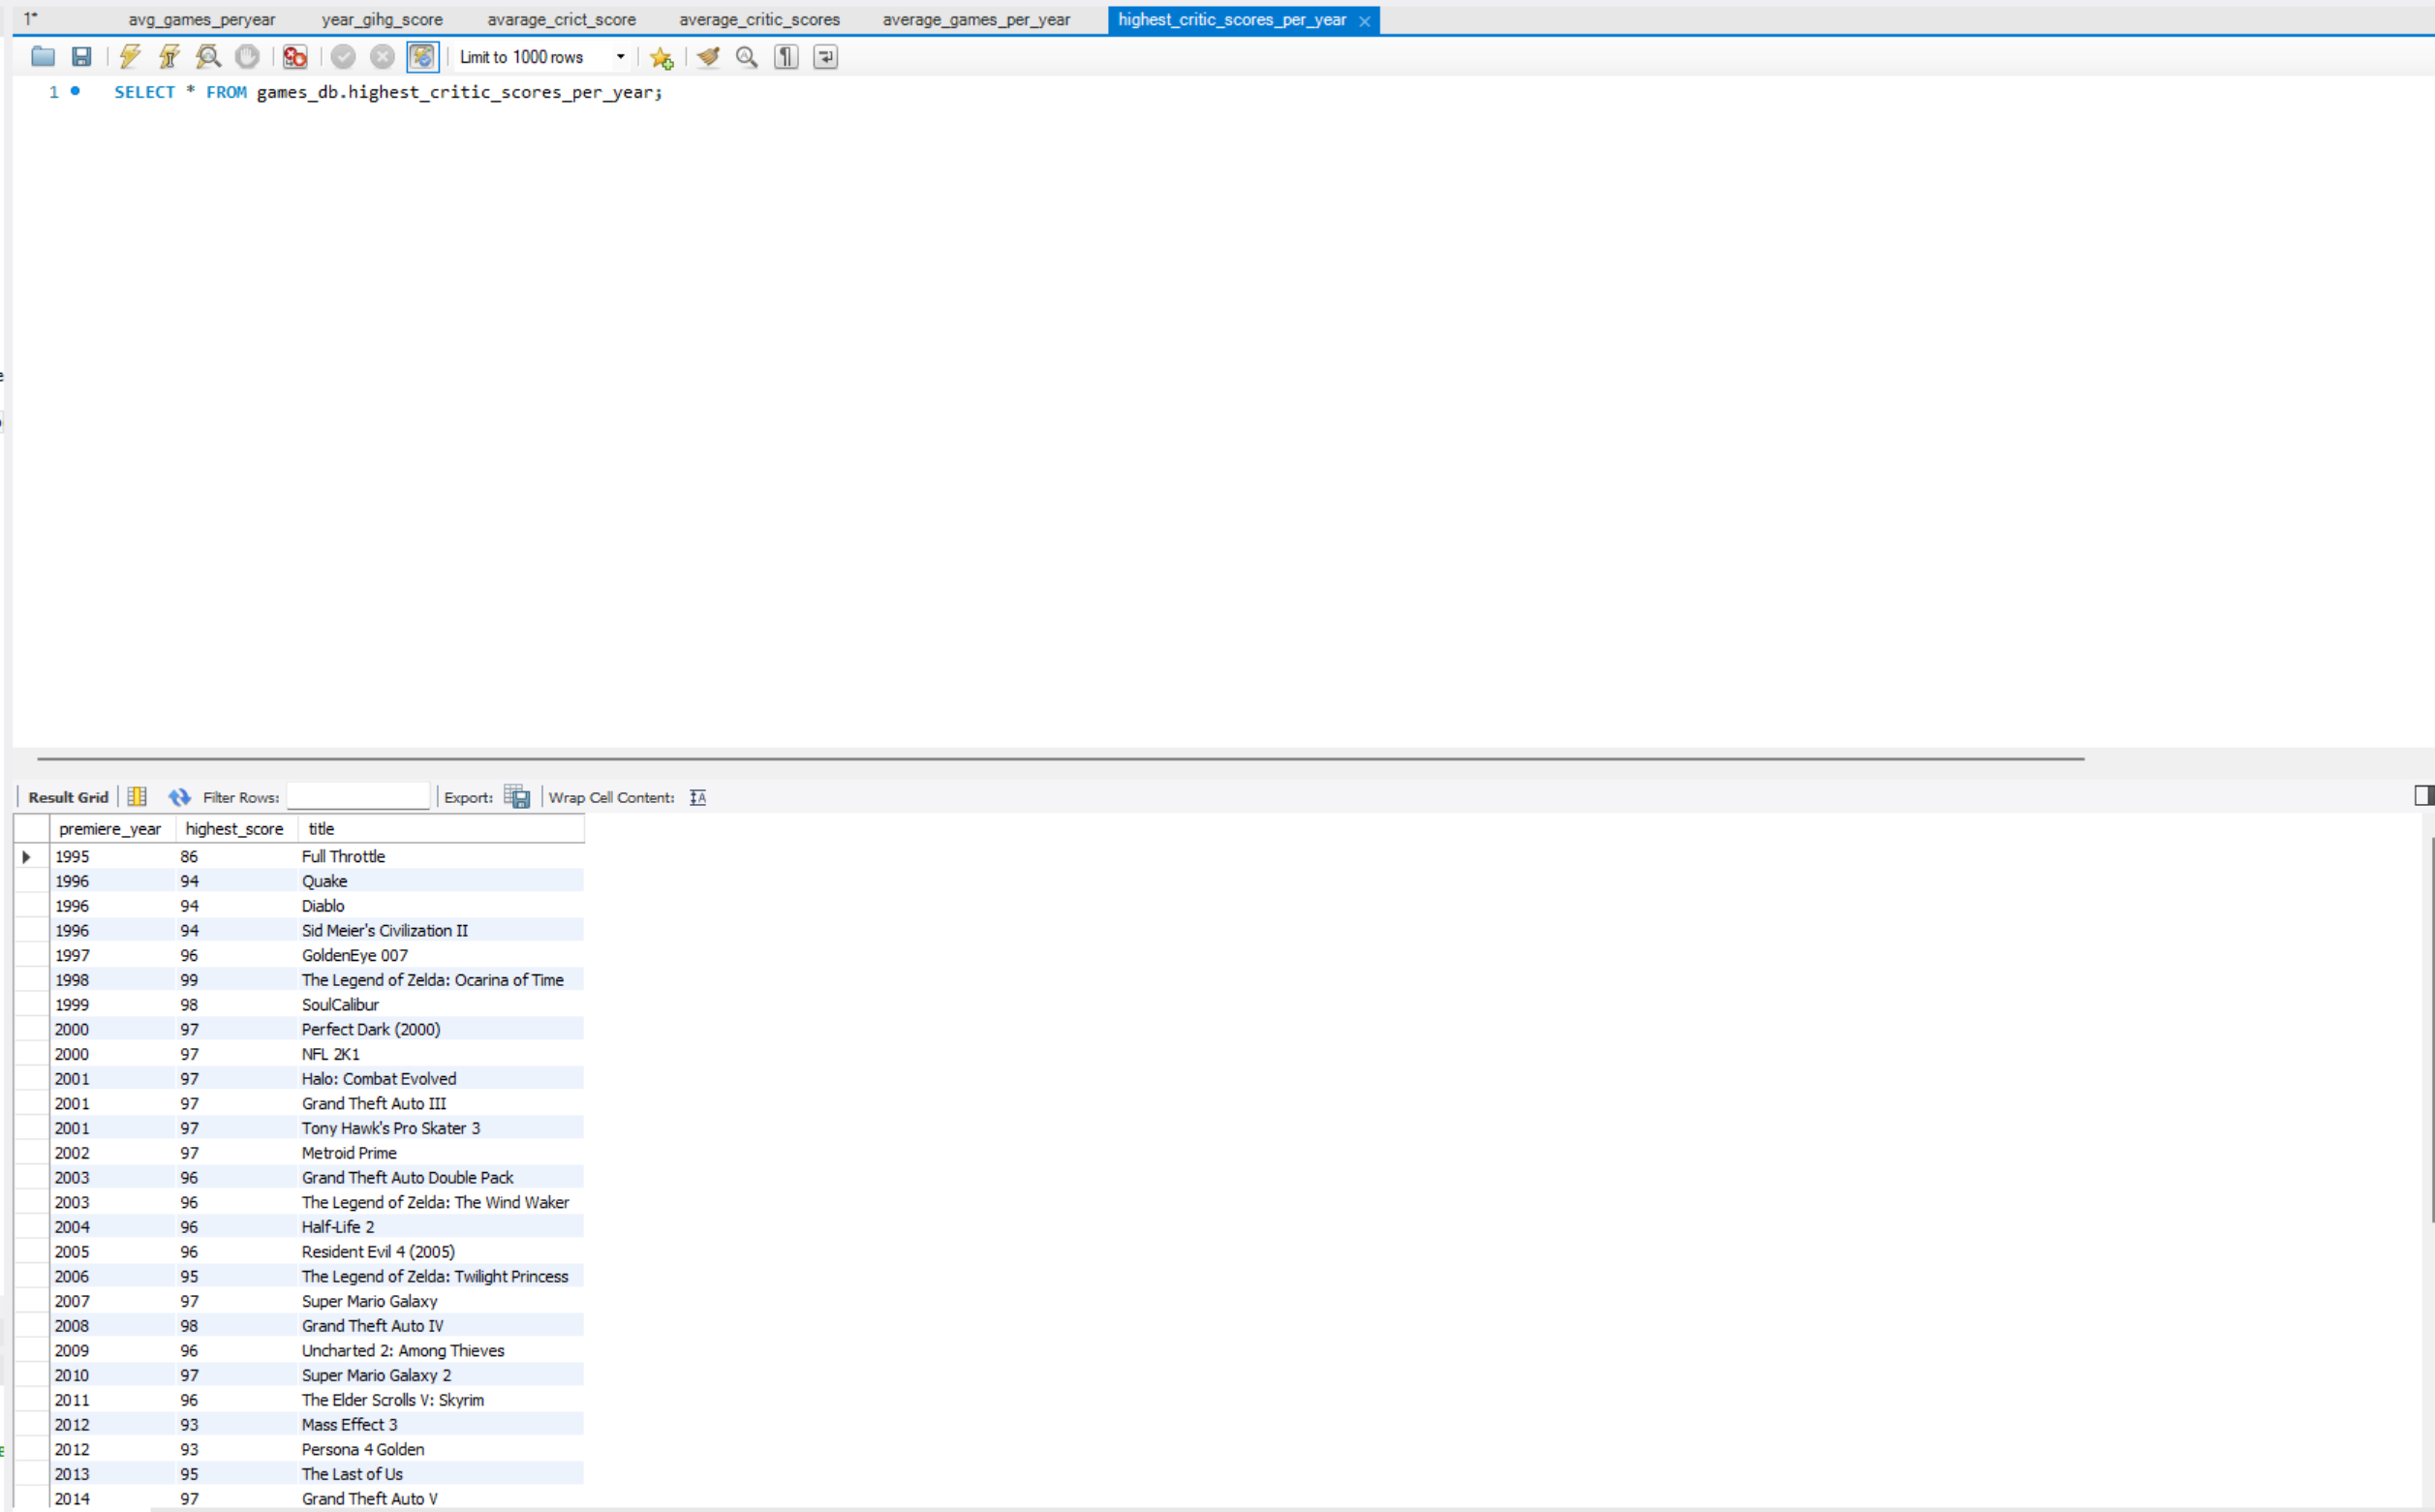 1* avg_games_peryear year_gihg_score avarage_crict_score average_critic_scores average_games_per_year highest_critic_scores_per_year
Limit to 1000 rows
1 SELECT * FROM games_db.highest_critic_scores_per_year;
Result Grid Filter Rows: Export: Wrap Cell Content:
premiere_year highest_score title
1995 86 Full Throttle
1996 94 Quake
1996 94 Diablo
1996 94 Sid Meier's Civilization II
1997 96 GoldenEye 007
1998 99 The Legend of Zelda: Ocarina of Time
1999 98 SoulCalibur
2000 97 Perfect Dark (2000)
2000 97 NFL 2K1
2001 97 Halo: Combat Evolved
2001 97 Grand Theft Auto III
2001 97 Tony Hawk's Pro Skater 3
2002 97 Metroid Prime
2003 96 Grand Theft Auto Double Pack
2003 96 The Legend of Zelda: The Wind Waker
2004 96 Half-Life 2
2005 96 Resident Evil 4 (2005)
2006 95 The Legend of Zelda: Twilight Princess
2007 97 Super Mario Galaxy
2008 98 Grand Theft Auto IV
2009 96 Uncharted 2: Among Thieves
2010 97 Super Mario Galaxy 2
2011 96 The Elder Scrolls V: Skyrim
2012 93 Mass Effect 3
2012 93 Persona 4 Golden
2013 95 The Last of Us
2014 97 Grand Theft Auto V